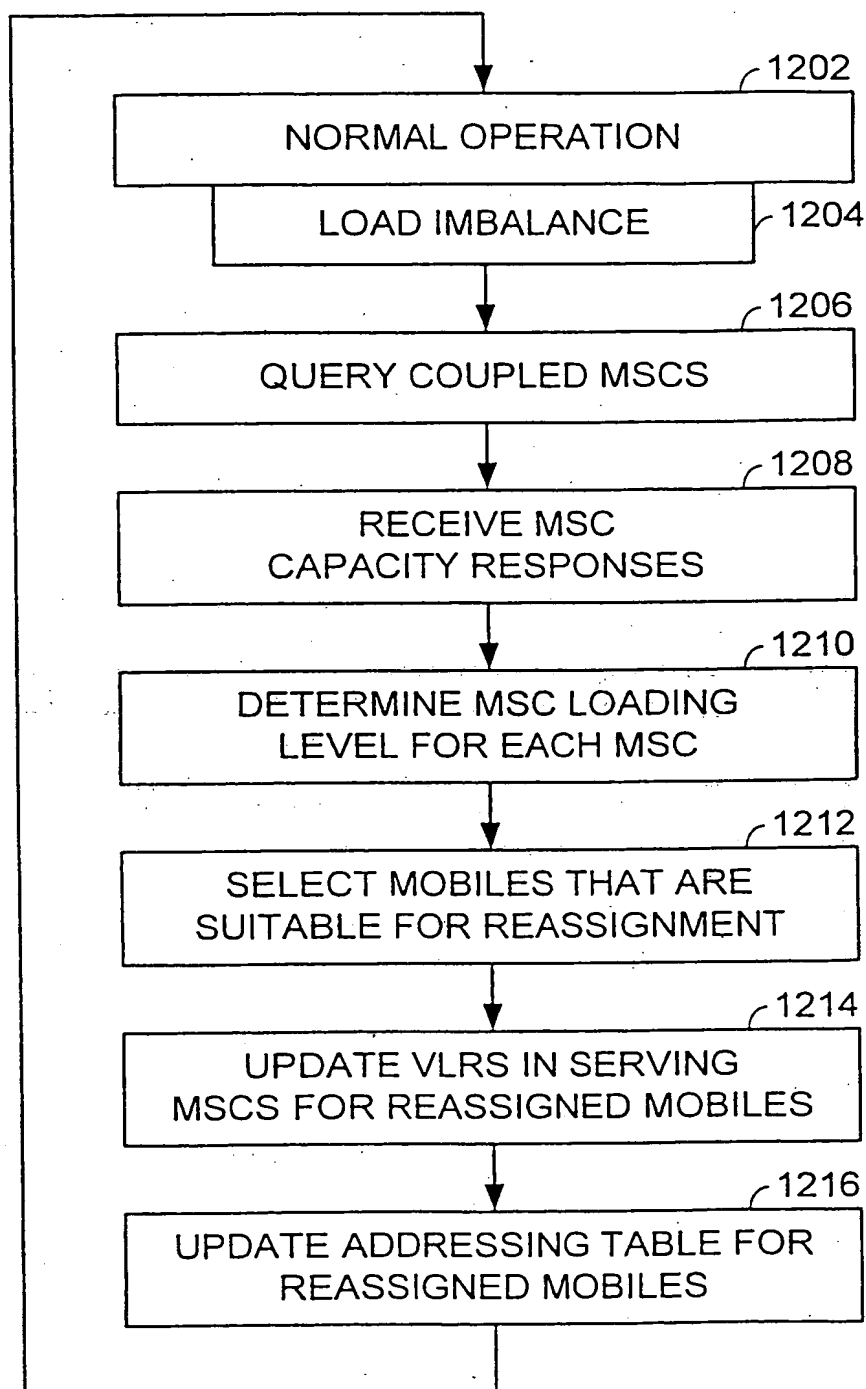 1202
NORMAL OPERATION
LOAD IMBALANCE
1204
1206
QUERY COUPLED MSCS
1208
RECEIVE MSC
CAPACITY RESPONSES
1210
DETERMINE MSC LOADING
LEVEL FOR EACH MSC
1212
SELECT MOBILES THAT ARE
SUITABLE FOR REASSIGNMENT
1214
UPDATE VLRS IN SERVING
MSCS FOR REASSIGNED MOBILES
1216
UPDATE ADDRESSING TABLE FOR
REASSIGNED MOBILES